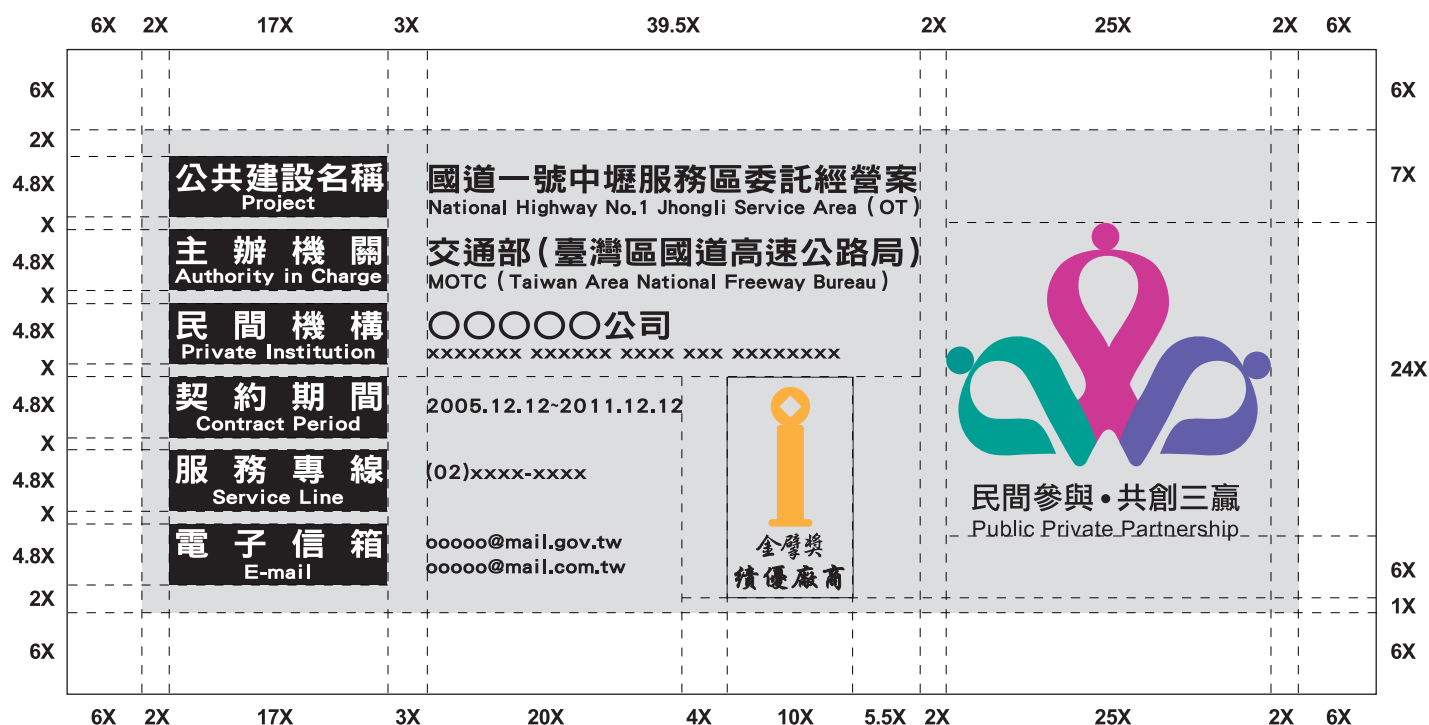 6X 2X 17X 3X 39.5X 2X 25X 2X 6X
6X
2X
4.8X
X
4.8X
X
4.8X
X
4.8X
X
4.8X
X
4.8X
2X
6X
公共建設名稱
Project
國道一號中壢服務區委託經營案
National Highway No.1 Jhongli Service Area (OT)
主辦機關
Authority in Charge
交通部(臺灣區國道高速公路局)
MOTC (Taiwan Area National Freeway Bureau)
民間機構
Private Institution
○○○○○公司
xxxxxxx xxxxxx xxxx xxx xxxxxxxx
契約期間
Contract Period
2005.12.12~2011.12.12
服務專線
Service Line
(02)xxxx-xxxx
電子信箱
E-mail
ooooo@mail.gov.tw
ooooo@mail.com.tw
金擘獎
績優廠商
民間參與•共創三贏
Public Private Partnership
6X
7X
24X
6X
1X
6X
6X 2X 17X 3X 20X 4X 10X 5.5X 2X 25X 2X 6X